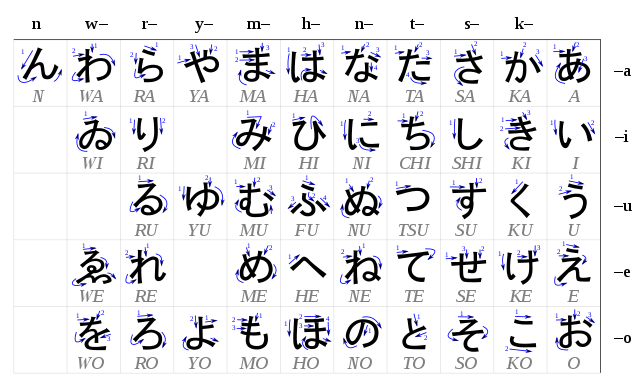 n w– r– y– m– h– n– t– s– k–
ん わ ら や ま は な た さ か あ –a
N WA RA YA MA HA NA TA SA KA A
ゐ り み ひ に ち し き い –i
WI RI MI HI NI CHI SHI KI I
る ゆ む ふ ぬ つ す く う –u
RU YU MU FU NU TSU SU KU U
ゑ れ め へ ね て せ け え –e
WE RE ME HE NE TE SE KE E
を ろ よ も ほ の と そ こ お –o
WO RO YO MO HO NO TO SO KO O